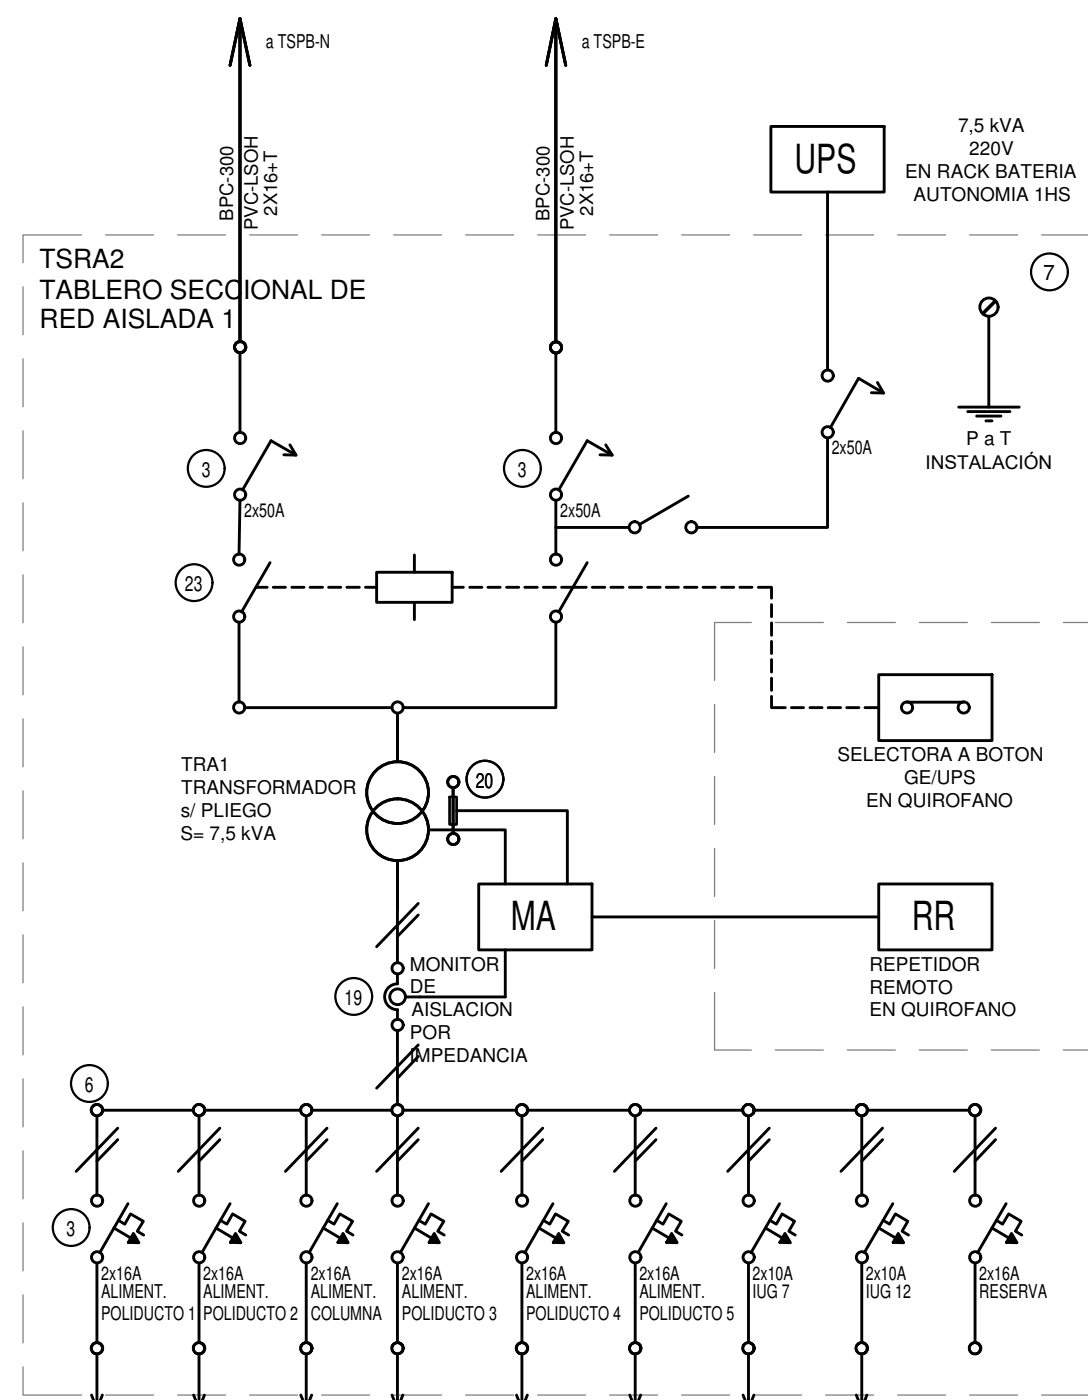 a TSPB-N
a TSPB-E
BPC-300
PVC-LSOH
2X16+T
BPC-300
PVC-LSOH
2X16+T
UPS
7,5 kVA
220V
EN RACK BATERIA
AUTONOMIA 1HS
TSRA2
TABLERO SECCIONAL DE
RED AISLADA 1
7
P a T
INSTALACIÓN
3
2x50A
3
2x50A
2x50A
23
SELECTORA A BOTON
GE/UPS
EN QUIROFANO
TRA1
TRANSFORMADOR
s/ PLIEGO
S= 7,5 kVA
20
MA
RR
MONITOR
DE
AISLACION
POR
IMPEDANCIA
19
REPETIDOR
REMOTO
EN QUIROFANO
6
3
2x16A
ALIMENT.
POLIDUCTO 1
2x16A
ALIMENT.
POLIDUCTO 2
2x16A
ALIMENT.
COLUMNA
2x16A
ALIMENT.
POLIDUCTO 3
2x16A
ALIMENT.
POLIDUCTO 4
2x16A
ALIMENT.
POLIDUCTO 5
2x10A
IUG 7
2x10A
IUG 12
2x16A
RESERVA